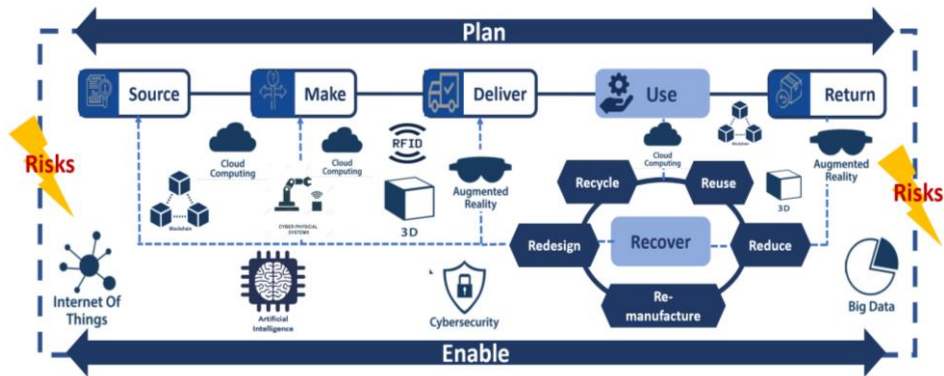 Plan
Source
Make
Deliver
Use
Return
Risks
Cloud
Computing
Cloud
Computing
RFID
Augmented
Reality
Cloud
Computing
Blockchain
Augmented
Reality
Risks
Blockchain
CYBER PHYSICAL
SYSTEMS
3D
Recycle
Reuse
3D
Redesign
Recover
Reduce
Re-
manufacture
Internet Of
Things
Artificial
Intelligence
Cybersecurity
Big Data
Enable